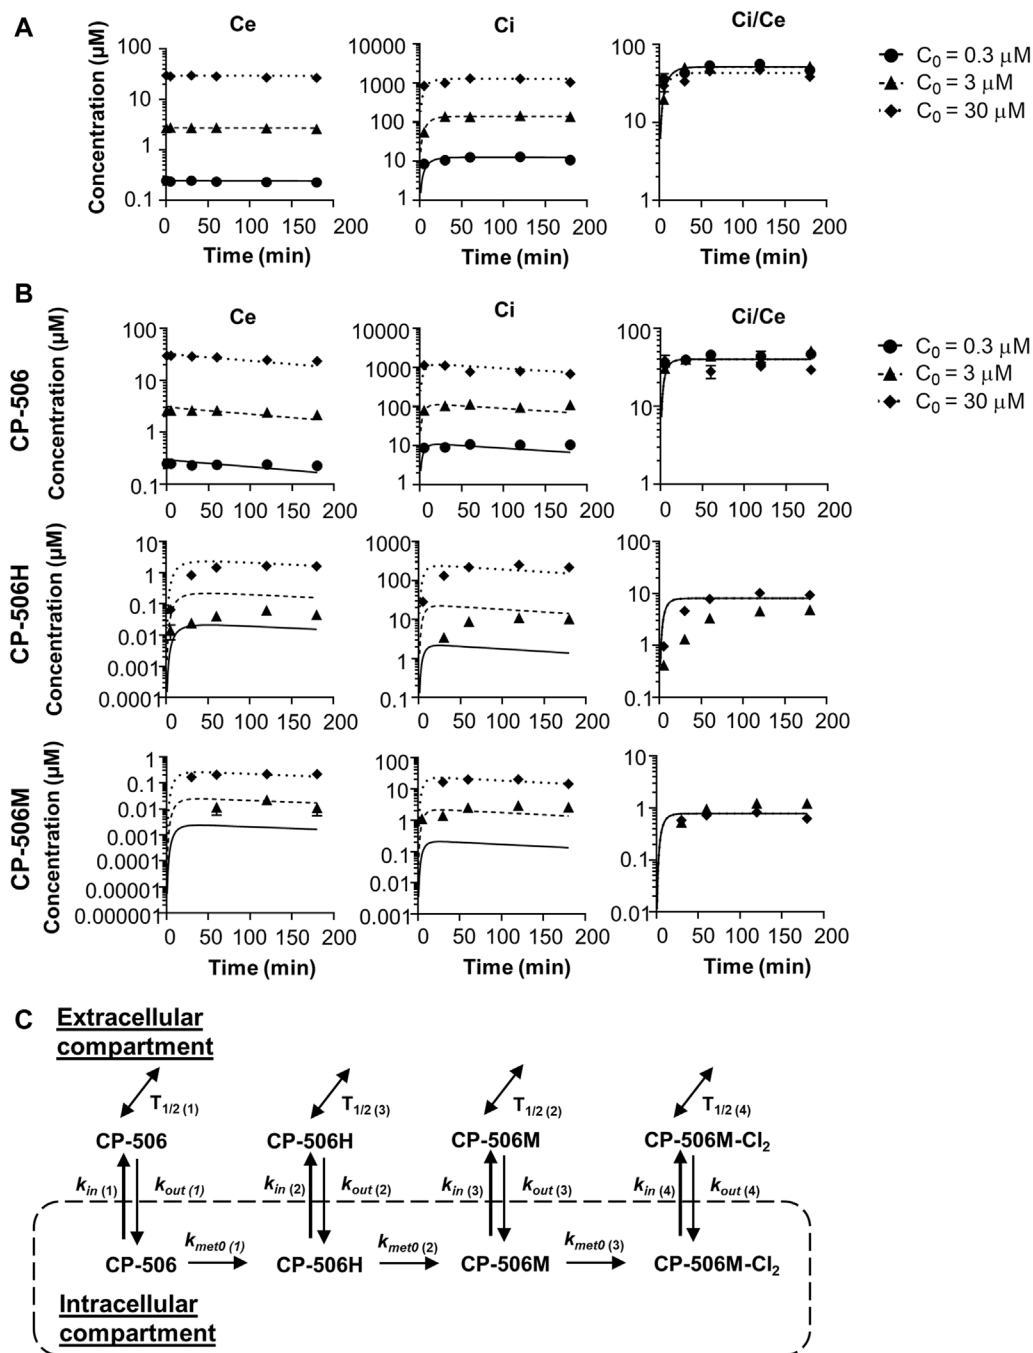 A
Ce
Ci
Ci/Ce
Concentration (µM)
100
10
1
0.1
0 50 100 150 200
Time (min)
10000
1000
100
10
1
0 50 100 150 200
Time (min)
100
10
1
0 50 100 150 200
Time (min)
C0 = 0.3 µM
C0 = 3 µM
C0 = 30 µM
B
Ce
Ci
Ci/Ce
CP-506
Concentration (µM)
100
10
1
0.1
0 50 100 150 200
10000
1000
100
10
1
0 50 100 150 200
100
10
1
0 50 100 150 200
C0 = 0.3 µM
C0 = 3 µM
C0 = 30 µM
CP-506H
Concentration (µM)
10
1
0.1
0.01
0.001
0.0001
0 50 100 150 200
1000
100
10
1
0.1
0 50 100 150 200
100
10
1
0.1
0 50 100 150 200
CP-506M
Concentration (µM)
1
0.1
0.01
0.001
0.0001
0.00001
0.000001
0 50 100 150 200
Time (min)
100
10
1
0.1
0.01
0.001
0 50 100 150 200
Time (min)
100
10
1
0.1
0.01
0 50 100 150 200
Time (min)
C
Extracellular
compartment
T1/2 (1) T1/2 (3) T1/2 (2) T1/2 (4)
CP-506 CP-506H CP-506M CP-506M-Cl2
kin (1) kout (1) kin (2) kout (2) kin (3) kout (3) kin (4) kout (4)
kmet0 (1) kmet0 (2) kmet0 (3)
CP-506 CP-506H CP-506M CP-506M-Cl2
Intracellular
compartment